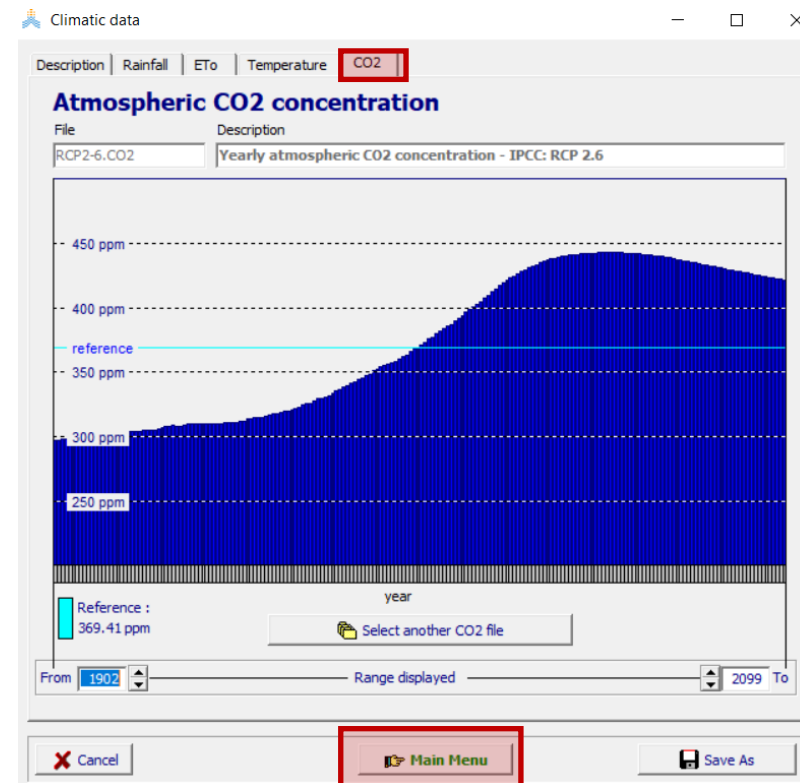 Climatic data
Description Rainfall ETo Temperature CO2
Atmospheric CO2 concentration
File Description
RCP2-6.CO2 Yearly atmospheric CO2 concentration - IPCC: RCP 2.6
450 ppm
400 ppm
reference
350 ppm
300 ppm
250 ppm
year
Reference :
369.41 ppm
Select another CO2 file
From 1902 Range displayed 2099 To
Cancel Main Menu Save As